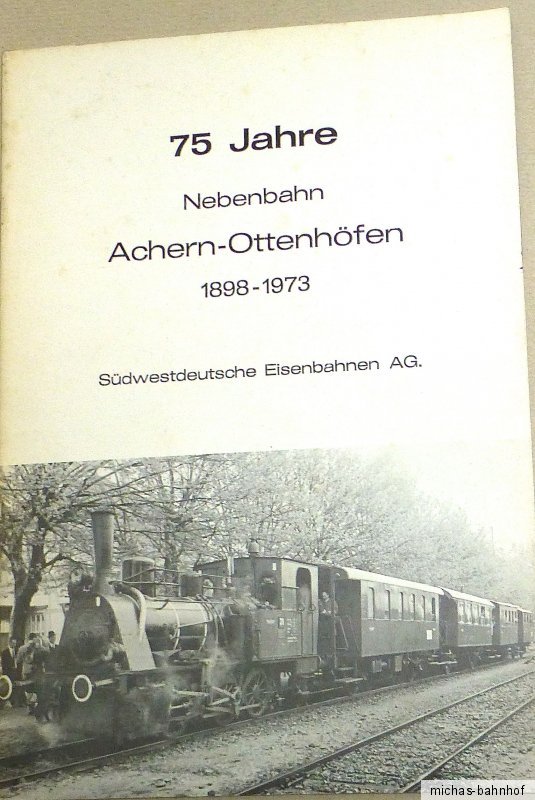 75 Jahre
Nebenbahn
Achern-Ottenhöfen
1898-1973
Südwestdeutsche Eisenbahnen AG.
michas-bahnhof